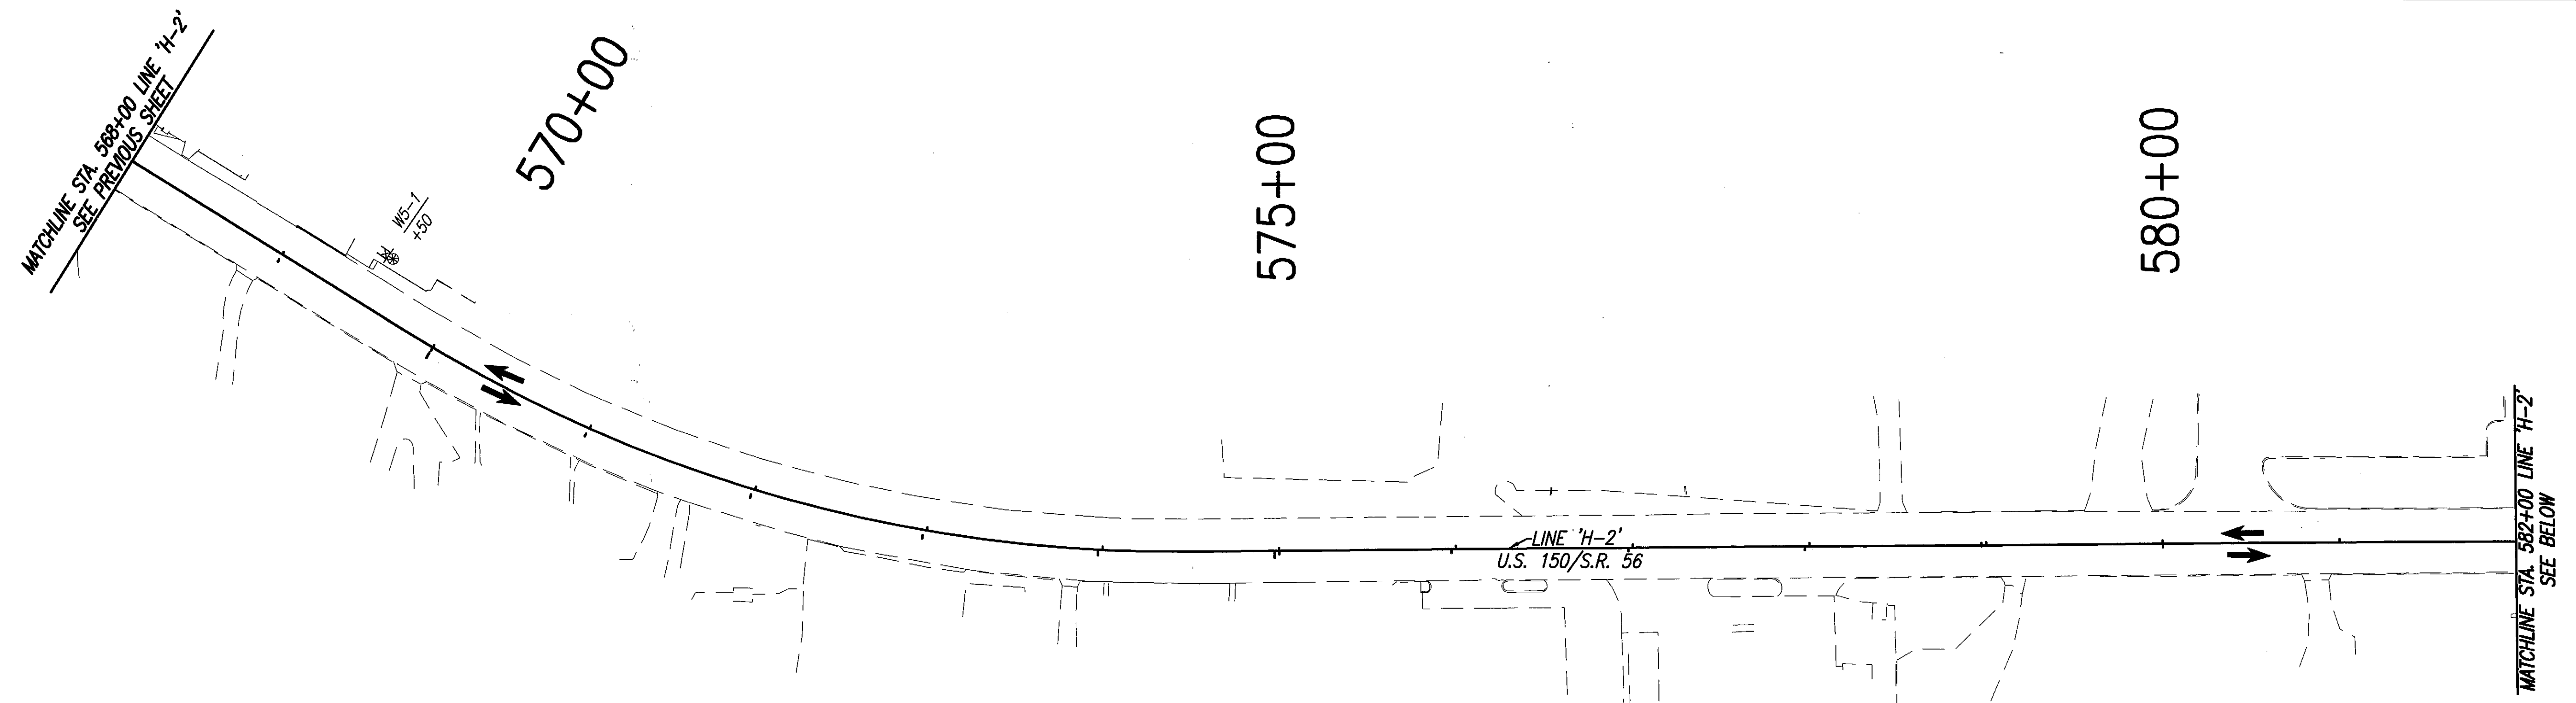 MATCHLINE STA. 568+00 LINE 'H-2'
SEE PREVIOUS SHEET
W5-1
+50
570+00
575+00
580+00
LINE 'H-2'
U.S. 150/S.R. 56
MATCHLINE STA. 582+00 LINE 'H-2'
SEE BELOW